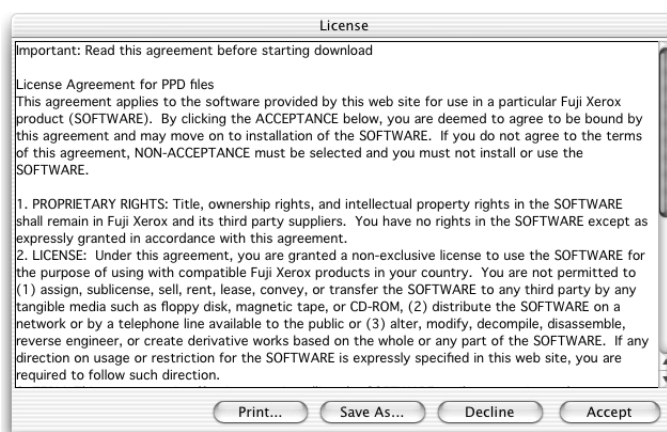 License
Important: Read this agreement before starting download
License Agreement for PPD files
This agreement applies to the software provided by this web site for use in a particular Fuji Xerox
product (SOFTWARE).  By clicking the ACCEPTANCE below, you are deemed to agree to be bound by
this agreement and may move on to installation of the SOFTWARE.  If you do not agree to the terms
of this agreement, NON-ACCEPTANCE must be selected and you must not install or use the
SOFTWARE.
1. PROPRIETARY RIGHTS: Title, ownership rights, and intellectual property rights in the SOFTWARE
shall remain in Fuji Xerox and its third party suppliers.  You have no rights in the SOFTWARE except as
expressly granted in accordance with this agreement.
2. LICENSE:  Under this agreement, you are granted a non-exclusive license to use the SOFTWARE for
the purpose of using with compatible Fuji Xerox products in your country.  You are not permitted to
(1) assign, sublicense, sell, rent, lease, convey, or transfer the SOFTWARE to any third party by any
tangible media such as floppy disk, magnetic tape, or CD-ROM, (2) distribute the SOFTWARE on a
network or by a telephone line available to the public or (3) alter, modify, decompile, disassemble,
reverse engineer, or create derivative works based on the whole or any part of the SOFTWARE.  If any
direction on usage or restriction for the SOFTWARE is expressly specified in this web site, you are
required to follow such direction.
Print... Save As... Decline Accept